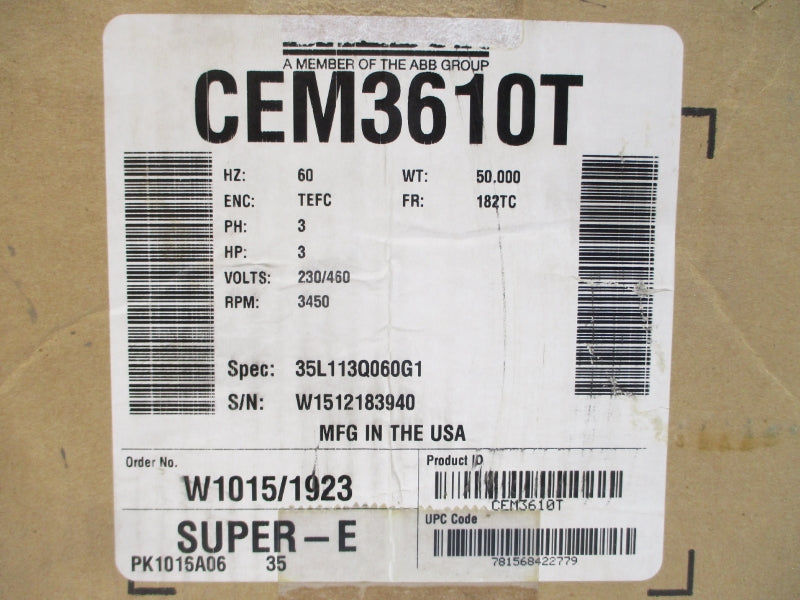 A MEMBER OF THE ABB GROUP
CEM3610T
HZ: 60 WT: 50.000
ENC: TEFC FR: 182TC
PH: 3
HP: 3
VOLTS: 230/460
RPM: 3450
Spec: 35L113Q060G1
S/N: W1512183940
MFG IN THE USA
Order No.
W1015/1923
Product ID
CEM3610T
SUPER-E
PK1016A06 35
UPC Code
781568422779